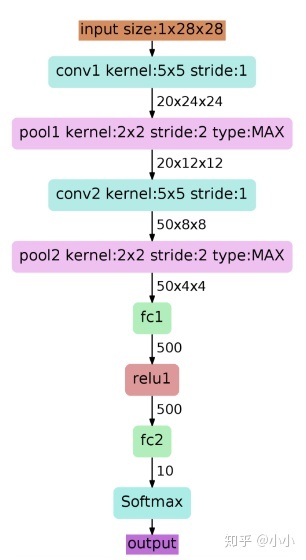 input size:1x28x28
conv1 kernel:5x5 stride:1
20x24x24
pool1 kernel:2x2 stride:2 type:MAX
20x12x12
conv2 kernel:5x5 stride:1
50x8x8
pool2 kernel:2x2 stride:2 type:MAX
50x4x4
fc1
500
relu1
500
fc2
10
Softmax
output
知乎 @小小